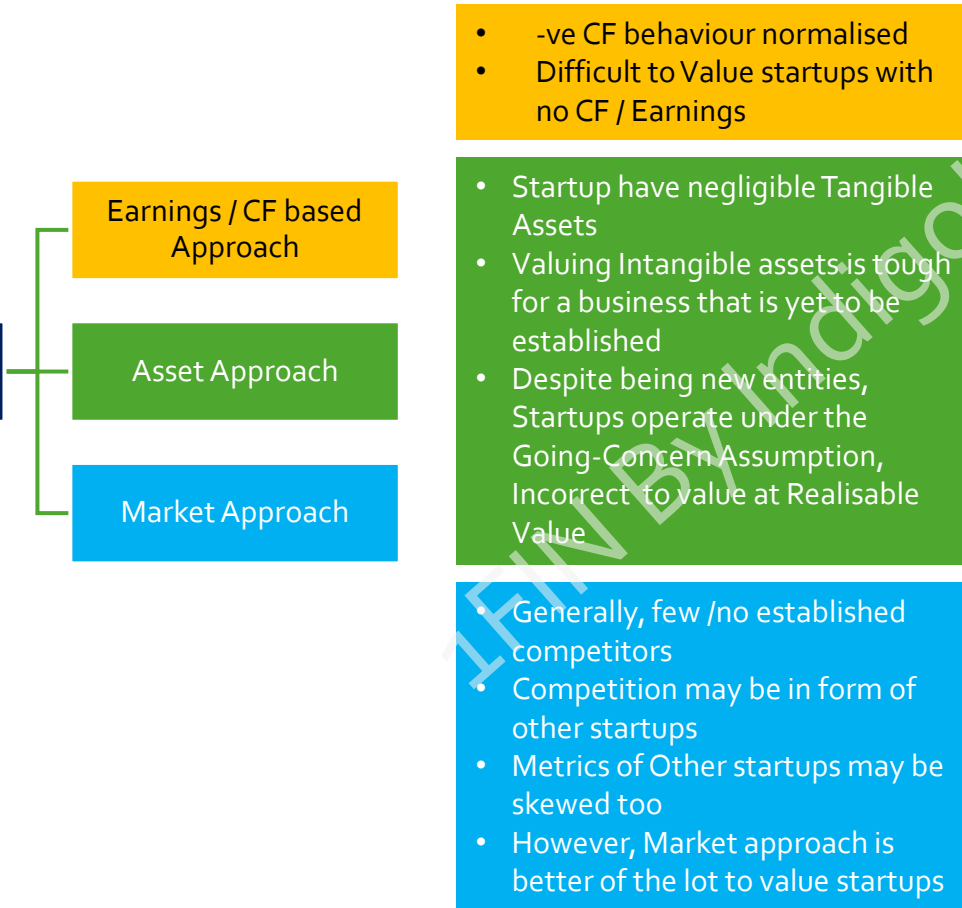 • -ve CF behaviour normalised
• Difficult to Value startups with
no CF / Earnings
Earnings / CF based
Approach
• Startup have negligible Tangible
Assets
• Valuing Intangible assets is tough
for a business that is yet to be
established
• Despite being new entities,
Startups operate under the
Going-Concern Assumption,
Incorrect to value at Realisable
Value
Asset Approach
Market Approach
• Generally, few /no established
competitors
• Competition may be in form of
other startups
• Metrics of Other startups may be
skewed too
• However, Market approach is
better of the lot to value startups
1FIN By Indigo